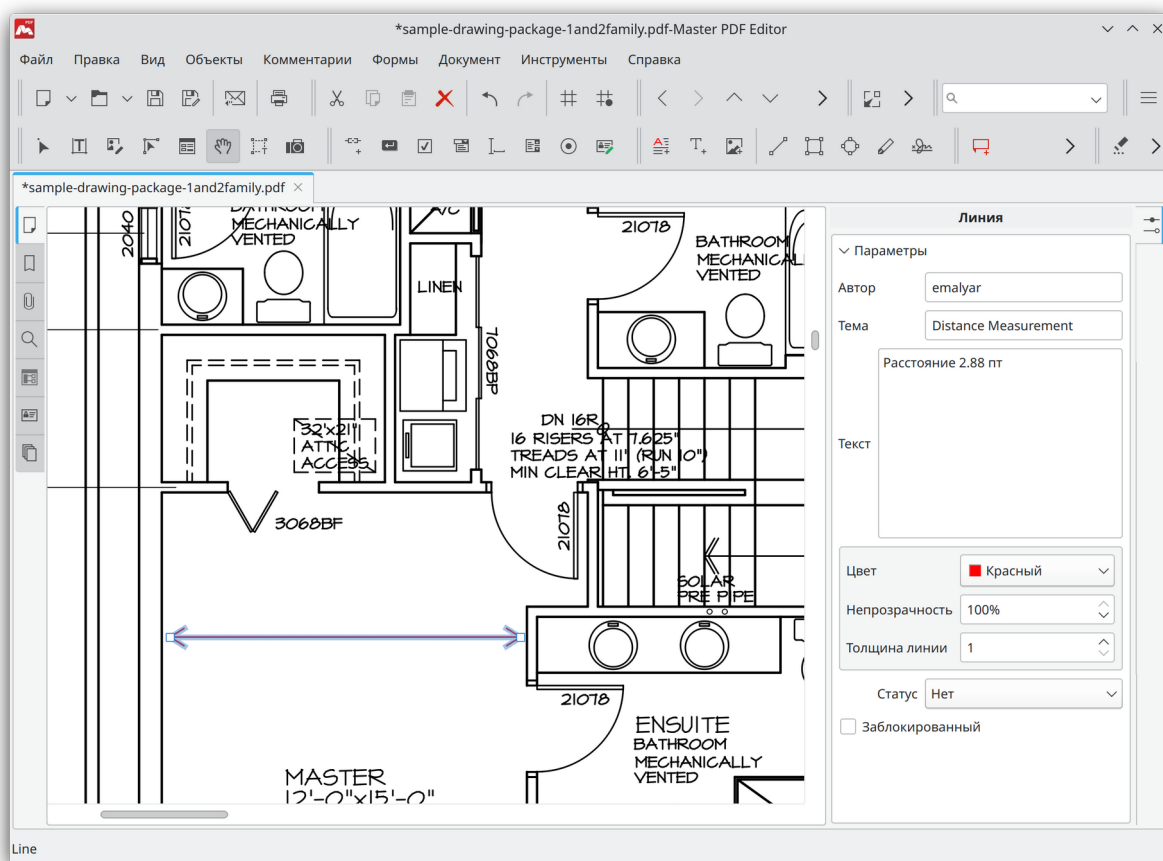 *sample-drawing-package-1and2family.pdf-Master PDF Editor
Файл Правка Вид Объекты Комментарии Формы Документ Инструменты Справка
*sample-drawing-package-1and2family.pdf
2040
21078
BATHROOM
MECHANICALLY
VENTED
A/C
LINEN
7068BP
21078
BATHROOM
MECHANICAL
VENTED
32"x21"
ATTIC
ACCESS
DN 16R
16 RISERS AT 7.625"
TREADS AT 11" (RUN 10")
MIN CLEAR HT. 6'-5"
3068BF
21078
SOLAR
PRE PIPE
21078
ENSUITE
BATHROOM
MECHANICALLY
VENTED
MASTER
12'-0"x15'-0"
Линия
Параметры
Автор emalyar
Тема Distance Measurement
Текст Расстояние 2.88 пт
Цвет Красный
Непрозрачность 100%
Толщина линии 1
Статус Нет
Заблокированный
Line